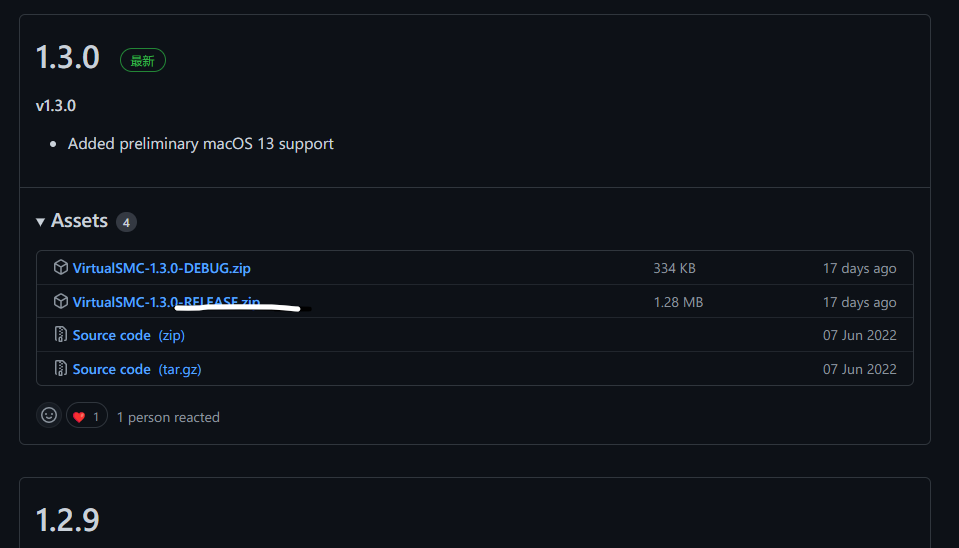 1.3.0 最新
v1.3.0
Added preliminary macOS 13 support
Assets 4
VirtualSMC-1.3.0-DEBUG.zip 334 KB 17 days ago
VirtualSMC-1.3.0-RELEASE.zip 1.28 MB 17 days ago
Source code (zip) 07 Jun 2022
Source code (tar.gz) 07 Jun 2022
1 1 person reacted
1.2.9